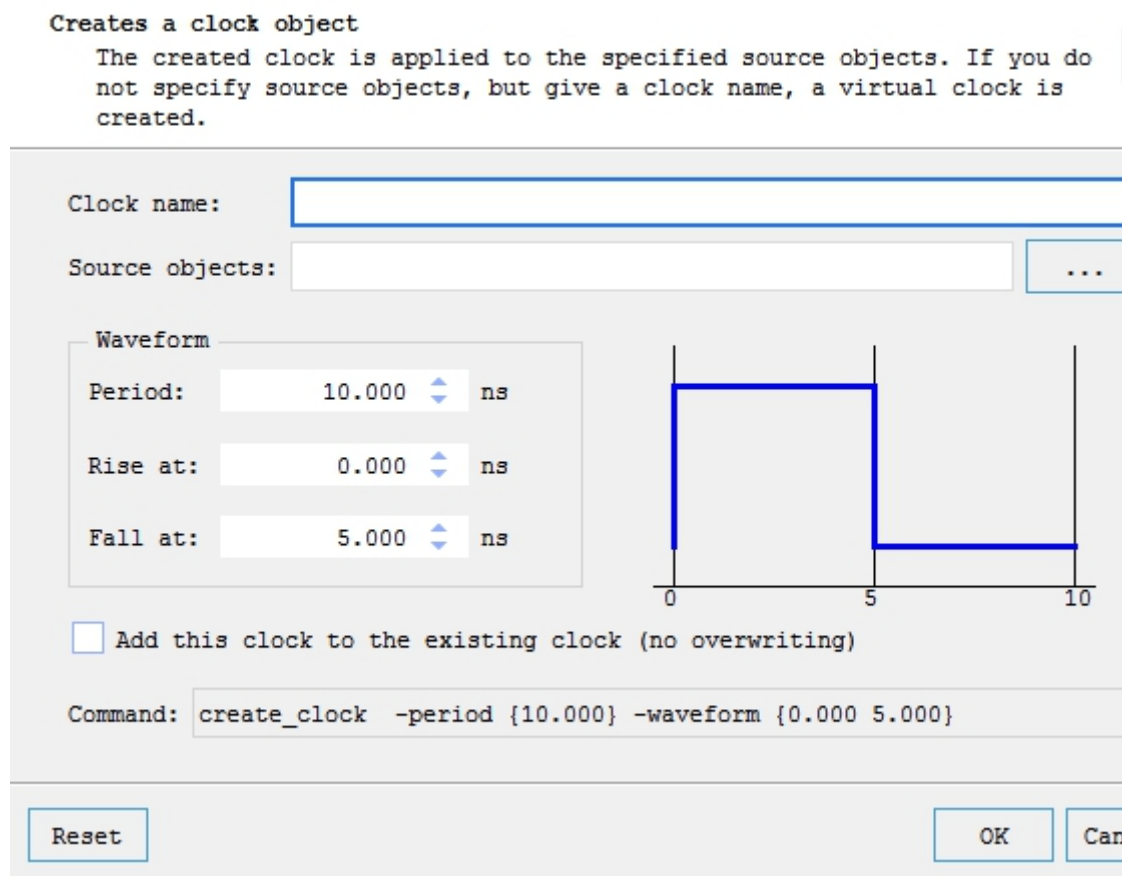 Creates a clock object
The created clock is applied to the specified source objects. If you do
not specify source objects, but give a clock name, a virtual clock is
created.
Clock name:
Source objects:
...
Waveform
Period: 10.000 ns
Rise at: 0.000 ns
Fall at: 5.000 ns
0 5 10
Add this clock to the existing clock (no overwriting)
Command: create_clock  -period {10.000} -waveform {0.000 5.000}
Reset OK